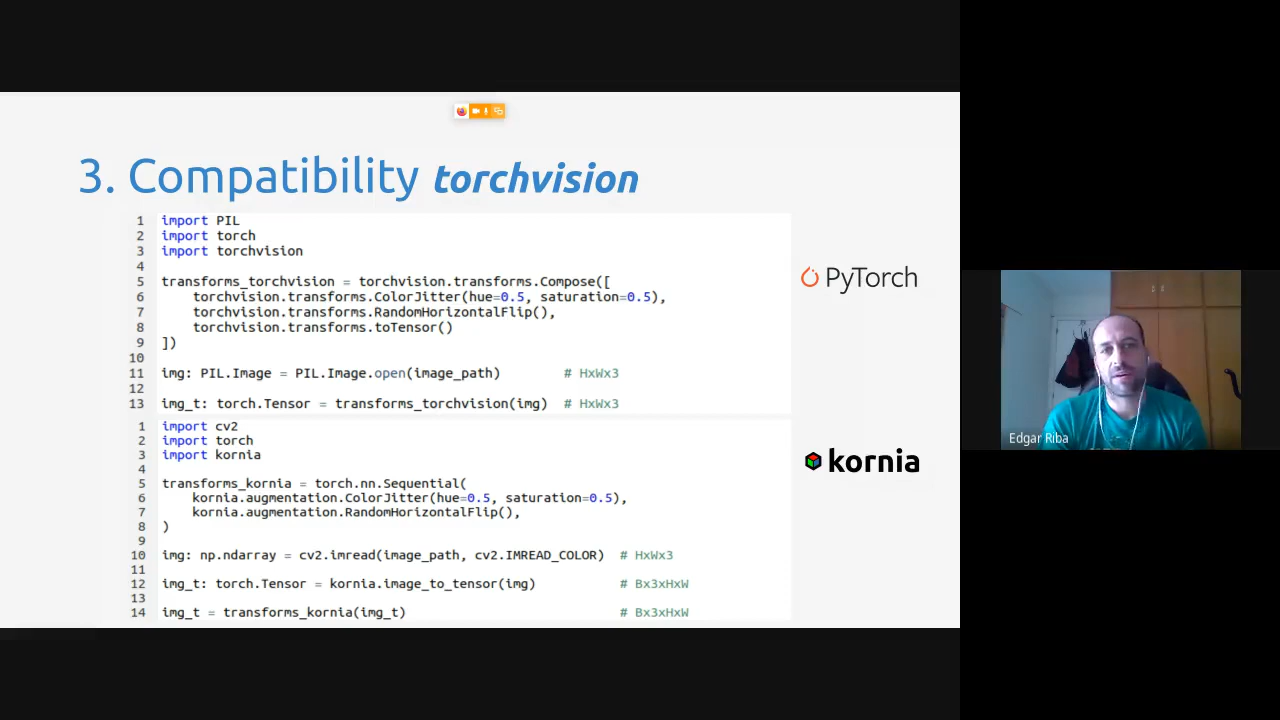 3. Compatibility torchvision
1 import PIL
2 import torch
3 import torchvision
4
5 transforms_torchvision = torchvision.transforms.Compose([
6 torchvision.transforms.ColorJitter(hue=0.5, saturation=0.5),
7 torchvision.transforms.RandomHorizontalFlip(),
8 torchvision.transforms.toTensor()
9 ])
10
11 img: PIL.Image = PIL.Image.open(image_path) # HxWx3
12
13 img_t: torch.Tensor = transforms_torchvision(img) # HxWx3
PyTorch
1 import cv2
2 import torch
3 import kornia
4
5 transforms_kornia = torch.nn.Sequential(
6 kornia.augmentation.ColorJitter(hue=0.5, saturation=0.5),
7 kornia.augmentation.RandomHorizontalFlip(),
8 )
9
10 img: np.ndarray = cv2.imread(image_path, cv2.IMREAD_COLOR) # HxWx3
11
12 img_t: torch.Tensor = kornia.image_to_tensor(img) # Bx3xHxW
13
14 img_t = transforms_kornia(img_t) # Bx3xHxW
kornia
Edgar Riba